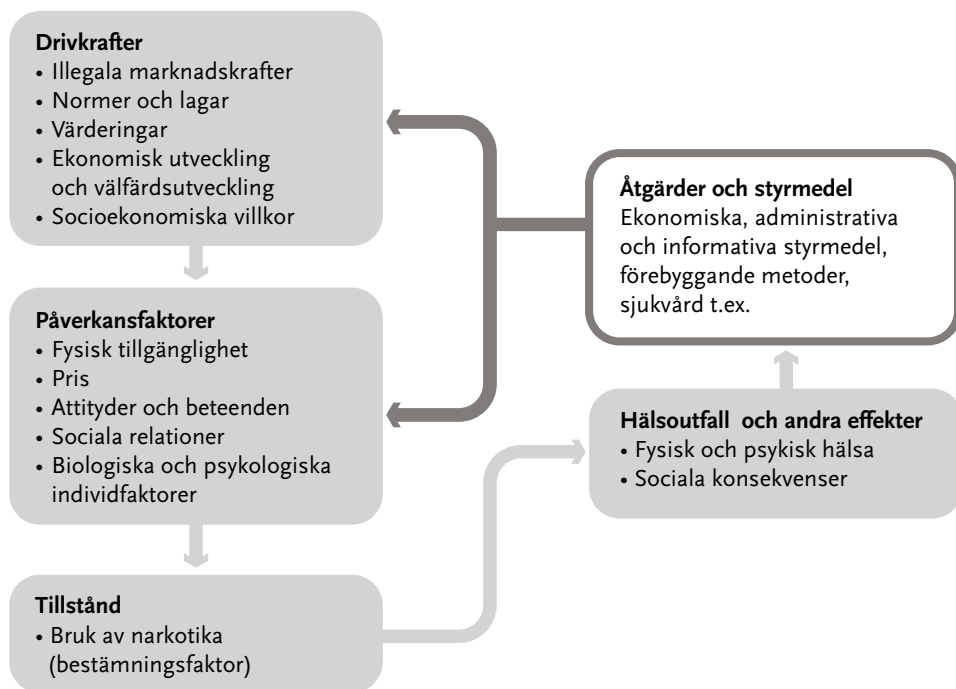 Drivkrafter
• Illegala marknadskrafter
• Normer och lagar
• Värderingar
• Ekonomisk utveckling
och välfärdsutveckling
• Socioekonomiska villkor
Påverkansfaktorer
• Fysisk tillgänglighet
• Pris
• Attityder och beteenden
• Sociala relationer
• Biologiska och psykologiska
individfaktorer
Tillstånd
• Bruk av narkotika
(bestämningsfaktor)
Hälsoutfall och andra effekter
• Fysisk och psykisk hälsa
• Sociala konsekvenser
Åtgärder och styrmedel
Ekonomiska, administrativa
och informativa styrmedel,
förebyggande metoder,
sjukvård t.ex.